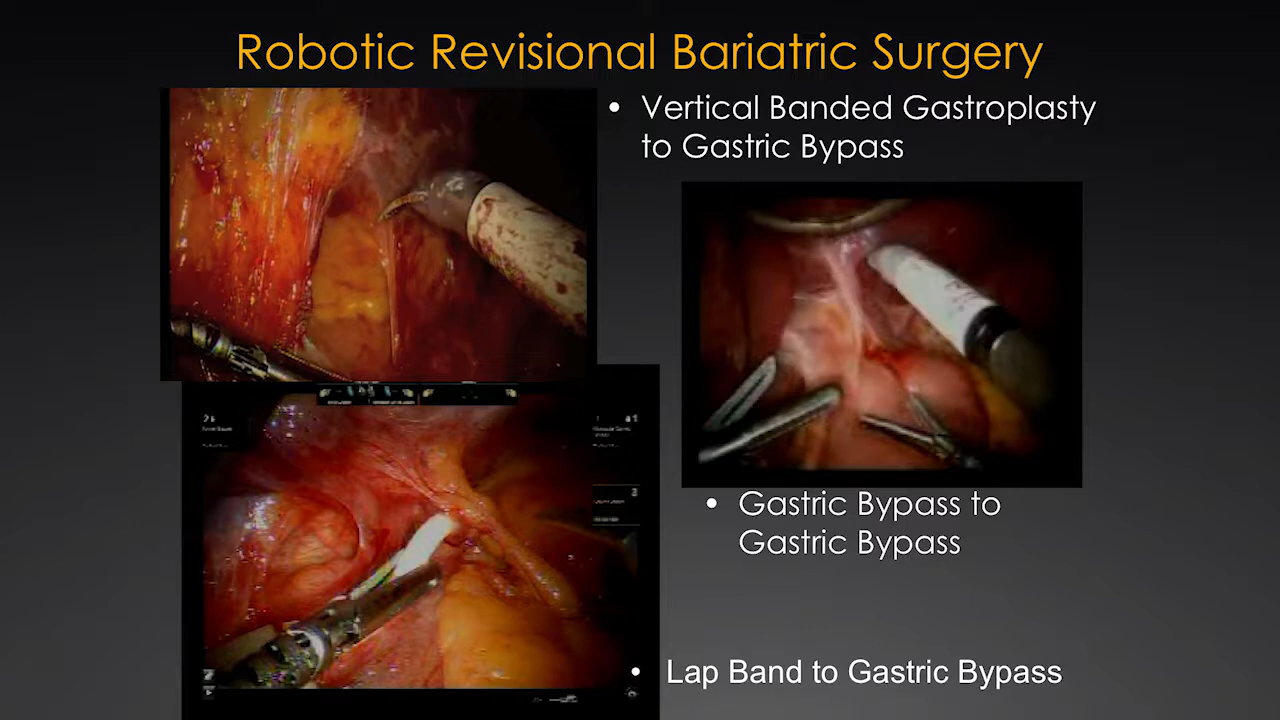 Robotic Revisional Bariatric Surgery
• Vertical Banded Gastroplasty
to Gastric Bypass
• Gastric Bypass to
Gastric Bypass
• Lap Band to Gastric Bypass